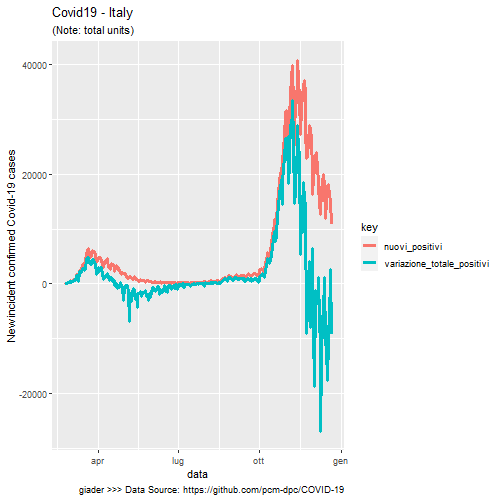 Covid19 - Italy
(Note: total units)
New/incident confirmed Covid-19 cases
40000
20000
0
-20000
apr
lug
ott
gen
data
key
nuovi_positivi
variazione_totale_positivi
giader >>> Data Source: https://github.com/pcm-dpc/COVID-19